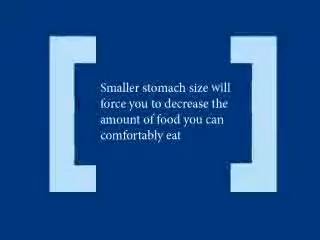 Smaller stomach size will
force you to decrease the
amount of food you can
comfortably eat